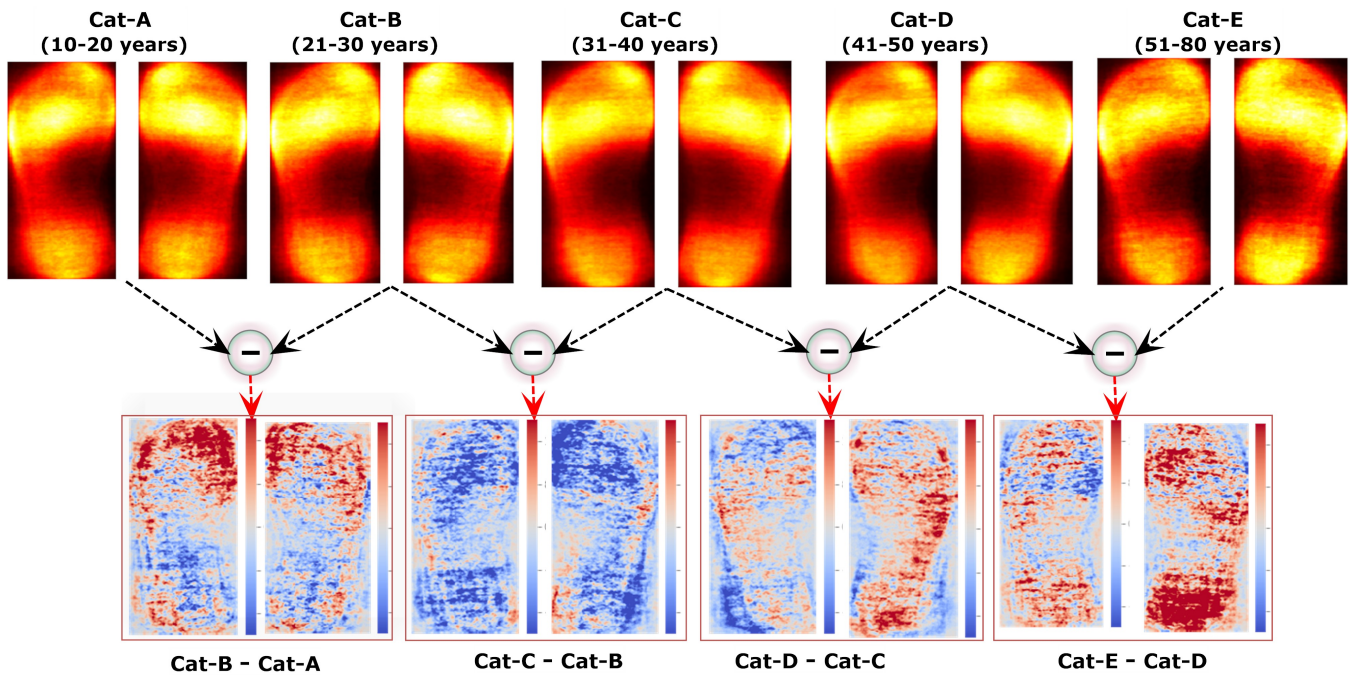 Cat-A
(10-20 years)
Cat-B
(21-30 years)
Cat-C
(31-40 years)
Cat-D
(41-50 years)
Cat-E
(51-80 years)
Cat-B - Cat-A
Cat-C - Cat-B
Cat-D - Cat-C
Cat-E - Cat-D